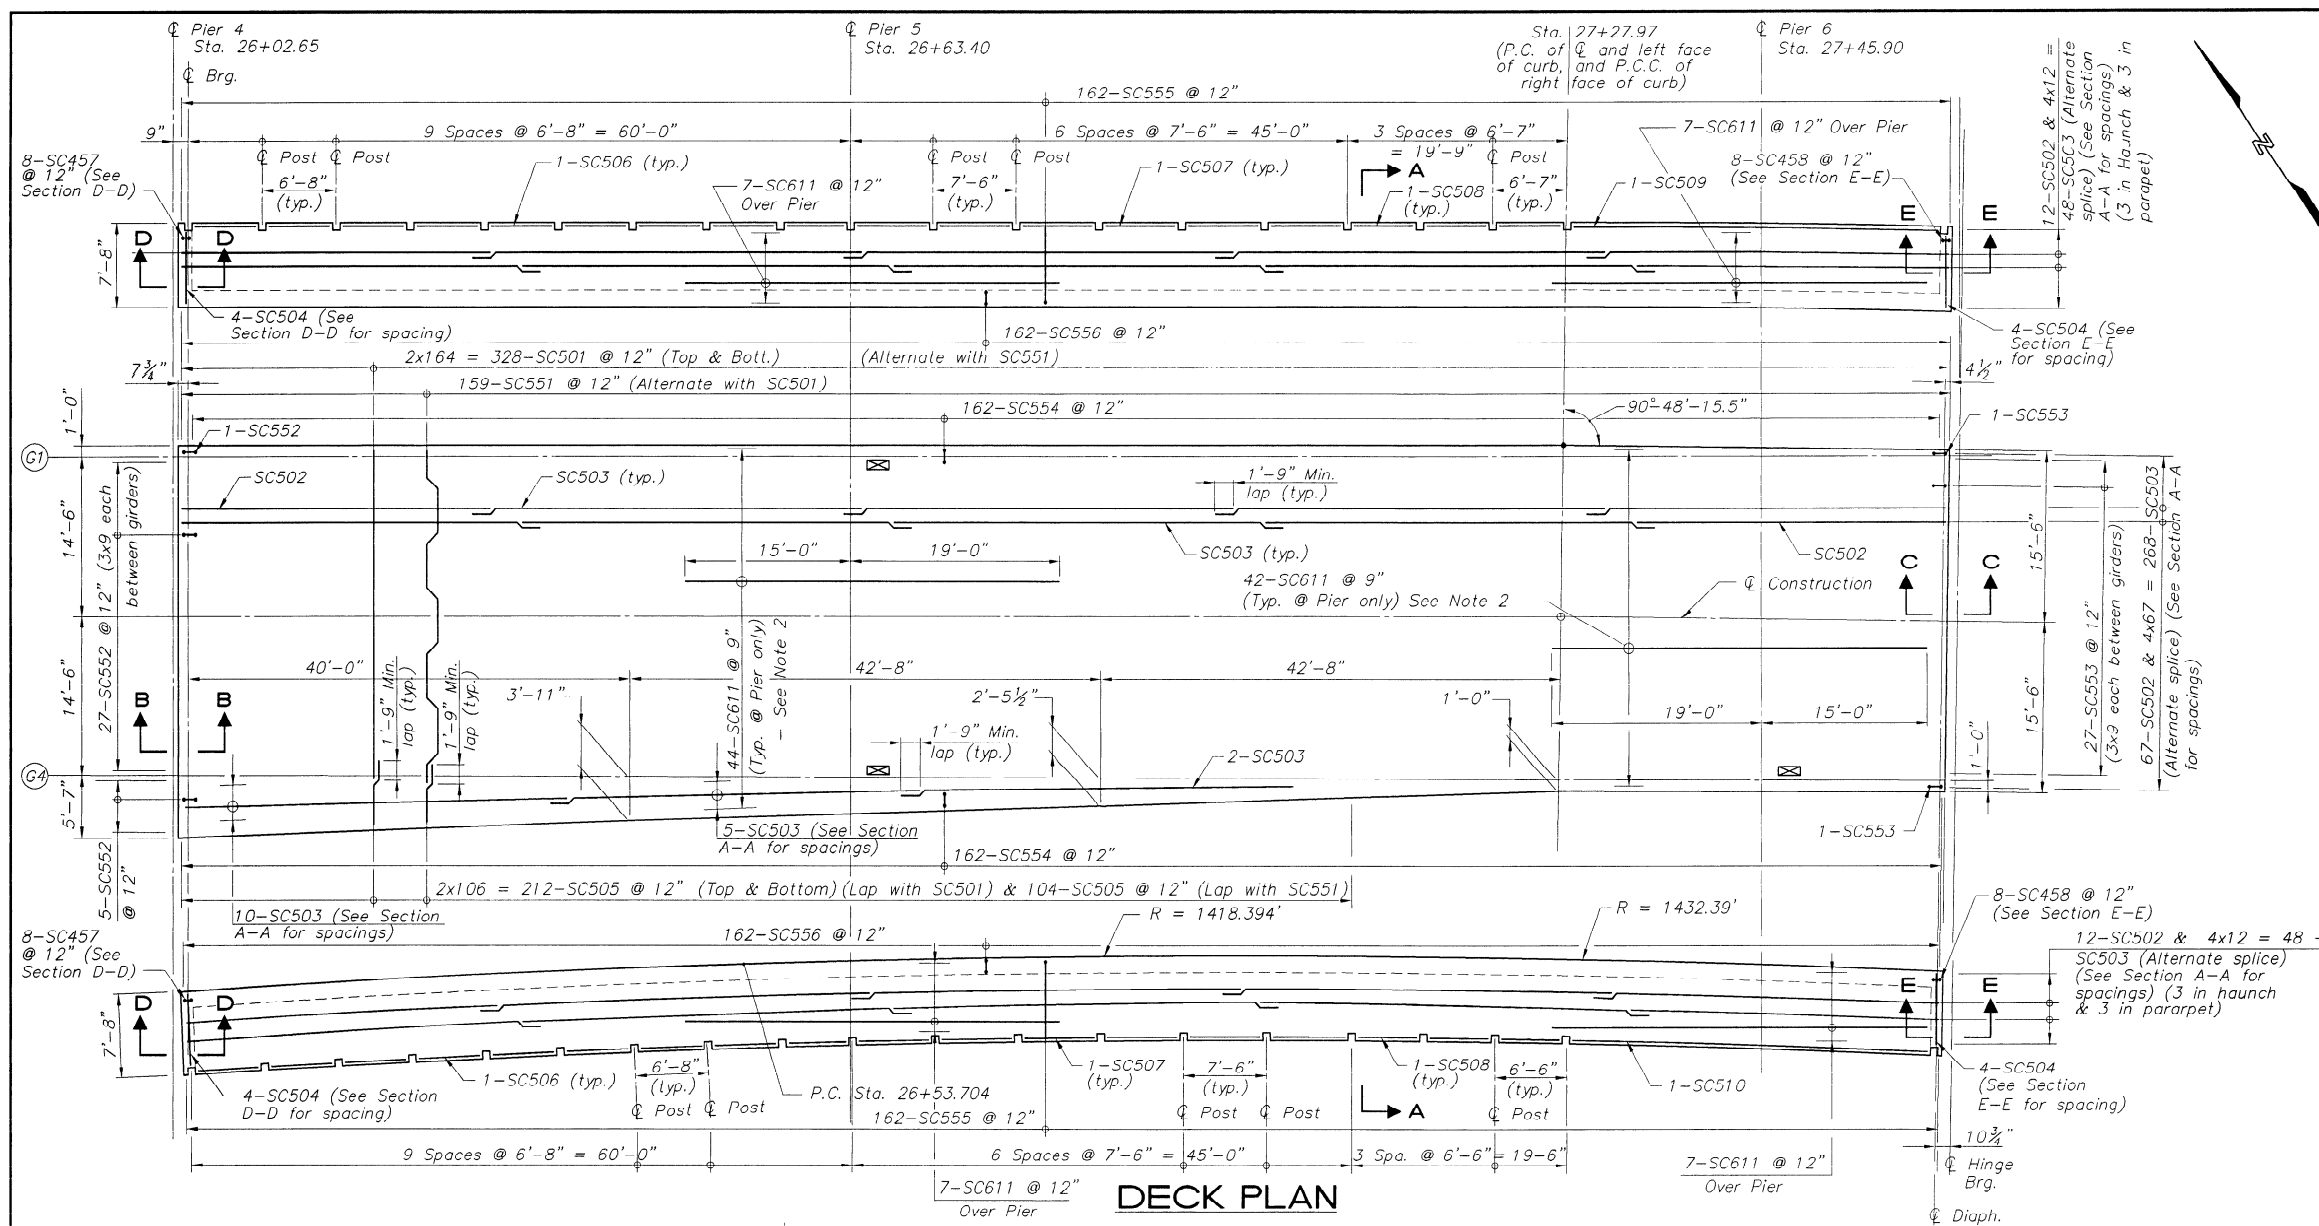 ℄ Pier 4
Sta. 26+02.65
℄ Brg.
℄ Pier 5
Sta. 26+63.40
Sta. 27+27.97
(P.C. of ℄ and left face
of curb, and P.C.C. of
right face of curb)
℄ Pier 6
Sta. 27+45.90
12-SC502 & 4x12 =
48-SC503 (Alternate
splice) (See Section
A-A for spacings)
(3 in Haunch & 3 in
parapet)
N
162-SC555 @ 12"
9"
9 Spaces @ 6'-8" = 60'-0"
6 Spaces @ 7'-6" = 45'-0"
3 Spaces @ 6'-7"
= 19'-9"
7-SC611 @ 12" Over Pier
8-SC457
@ 12" (See
Section D-D)
℄ Post
℄ Post
1-SC506 (typ.)
6'-8"
(typ.)
7-SC611 @ 12"
Over Pier
℄ Post
℄ Post
7'-6"
(typ.)
1-SC507 (typ.)
A
1-SC508
(typ.)
℄ Post
6'-7"
(typ.)
8-SC458 @ 12"
(See Section E-E)
1-SC509
D
D
E
E
7'-8"
4-SC504 (See
Section D-D for spacing)
162-SC556 @ 12"
4-SC504 (See
Section E-E
for spacing)
2x164 = 328-SC501 @ 12" (Top & Bott.)
(Alternate with SC551)
7 3/4"
4 1/2"
159-SC551 @ 12" (Alternate with SC501)
1'-0"
162-SC554 @ 12"
90°-48'-15.5"
1-SC552
1-SC553
G1
SC502
SC503 (typ.)
1'-9" Min.
lap (typ.)
27-SC552 @ 12" (3x9 each
between girders)
14'-6"
15'-0"
19'-0"
SC503 (typ.)
SC502
42-SC611 @ 9"
(Typ. @ Pier only) See Note 2
℄ Construction
C
C
15'-6"
27-SC553 @ 12"
(3x9 each between girders)
67-SC502 & 4x67 = 268-SC503
(Alternate splice) (See Section A-A
for spacings)
14'-6"
40'-0"
42'-8"
42'-8"
44-SC611 @ 9"
(Typ. @ Pier only)
- See Note 2
B
B
1'-9" Min.
lap (typ.)
1'-9" Min.
lap (typ.)
3'-11"
2'-5 1/2"
1'-0"
19'-0"
15'-0"
15'-6"
1'-9" Min.
lap (typ.)
2-SC503
1'-0"
G4
5'-7"
5-SC503 (See Section
A-A for spacings)
1-SC553
162-SC554 @ 12"
5-SC552
@ 12"
2x106 = 212-SC505 @ 12" (Top & Bottom) (Lap with SC501) & 104-SC505 @ 12" (Lap with SC551)
10-SC503 (See Section
A-A for spacings)
R = 1418.394'
R = 1432.39'
8-SC458 @ 12"
(See Section E-E)
8-SC457
@ 12" (See
Section D-D)
162-SC556 @ 12"
12-SC502 & 4x12 = 48 -
SC503 (Alternate splice)
(See Section A-A for
spacings) (3 in haunch
& 3 in pararpet)
D
D
E
E
7'-8"
1-SC506 (typ.)
6'-8"
(typ.)
1-SC507
(typ.)
7'-6"
(typ.)
1-SC508
(typ.)
6'-6"
(typ.)
1-SC510
4-SC504 (See Section
D-D for spacing)
℄ Post
℄ Post
P.C. Sta. 26+53.704
℄ Post
℄ Post
A
℄ Post
4-SC504
(See Section
E-E for spacing)
162-SC555 @ 12"
10 3/4"
9 Spaces @ 6'-8" = 60'-0"
6 Spaces @ 7'-6" = 45'-0"
3 Spa. @ 6'-6" = 19-6"
7-SC611 @ 12"
Over Pier
℄ Hinge
Brg.
7-SC611 @ 12"
Over Pier
DECK PLAN
℄ Diaph.